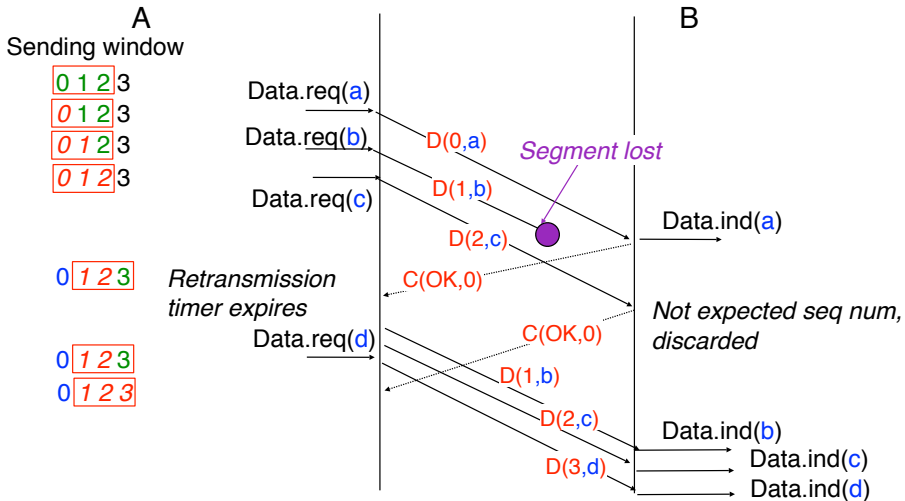 A
B
Sending window
0 1 2 3
0 1 2 3
0 1 2 3
0 1 2 3
Data.req(a)
Data.req(b)
Data.req(c)
D(0,a)
Segment lost
D(1,b)
D(2,c)
Data.ind(a)
0 1 2 3
Retransmission
timer expires
C(OK,0)
Not expected seq num,
discarded
Data.req(d)
C(OK,0)
0 1 2 3
0 1 2 3
D(1,b)
D(2,c)
D(3,d)
Data.ind(b)
Data.ind(c)
Data.ind(d)